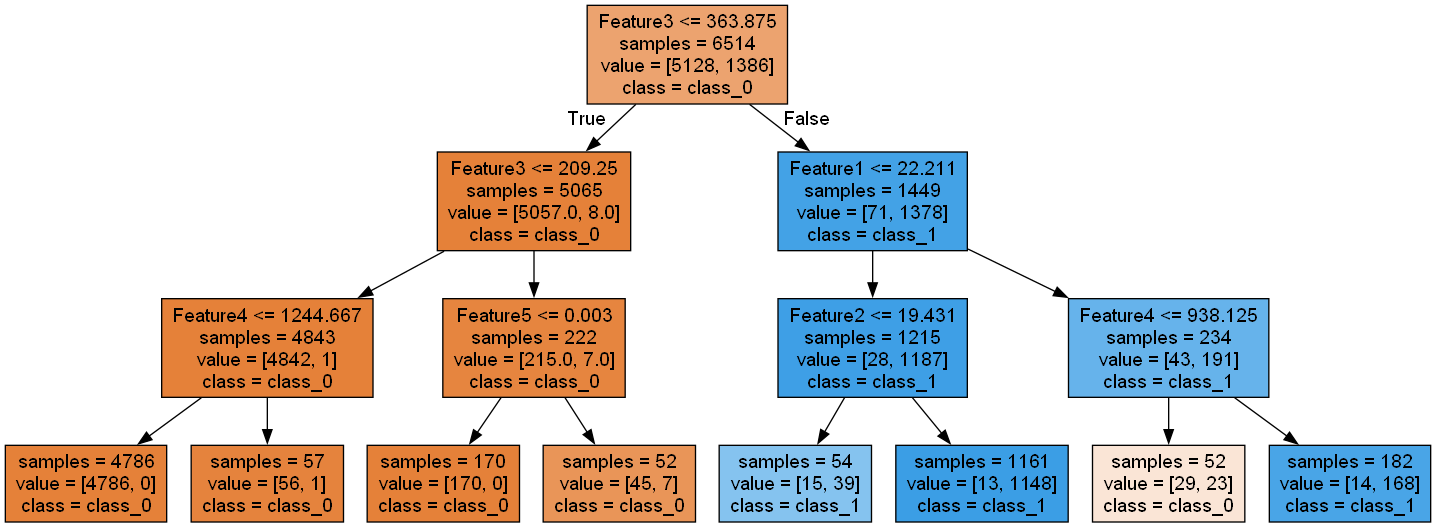 Feature3 <= 363.875
samples = 6514
value = [5128, 1386]
class = class_0
True
False
Feature3 <= 209.25
samples = 5065
value = [5057.0, 8.0]
class = class_0
Feature1 <= 22.211
samples = 1449
value = [71, 1378]
class = class_1
Feature4 <= 1244.667
samples = 4843
value = [4842, 1]
class = class_0
Feature5 <= 0.003
samples = 222
value = [215.0, 7.0]
class = class_0
Feature2 <= 19.431
samples = 1215
value = [28, 1187]
class = class_1
Feature4 <= 938.125
samples = 234
value = [43, 191]
class = class_1
samples = 4786
value = [4786, 0]
class = class_0
samples = 57
value = [56, 1]
class = class_0
samples = 170
value = [170, 0]
class = class_0
samples = 52
value = [45, 7]
class = class_0
samples = 54
value = [15, 39]
class = class_1
samples = 1161
value = [13, 1148]
class = class_1
samples = 52
value = [29, 23]
class = class_0
samples = 182
value = [14, 168]
class = class_1